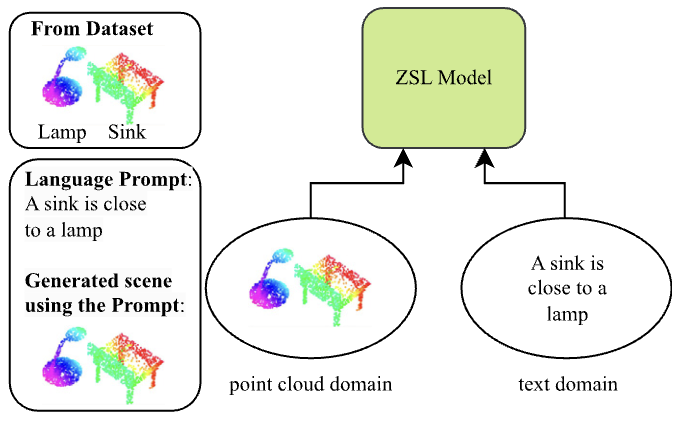 From Dataset
Lamp Sink
Language Prompt:
A sink is close
to a lamp
Generated scene
using the Prompt:
ZSL Model
A sink is
close to a
lamp
point cloud domain
text domain